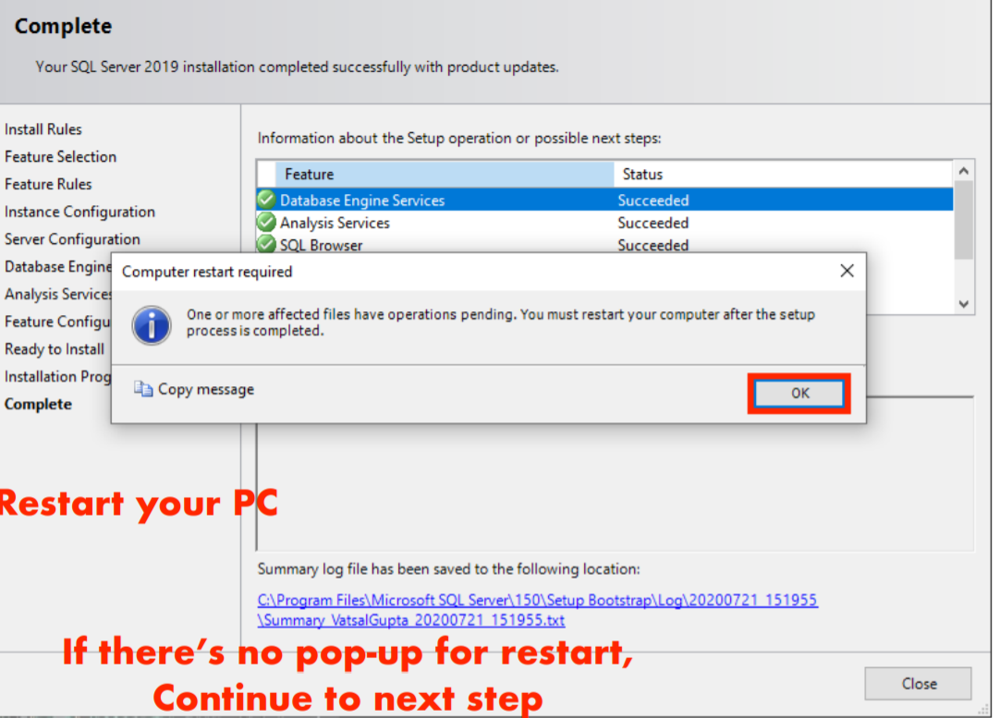 Complete
Your SQL Server 2019 installation completed successfully with product updates.
Install Rules
Feature Selection
Feature Rules
Instance Configuration
Server Configuration
Database Engine
Analysis Services
Feature Configu
Ready to Install
Installation Prog
Complete
Information about the Setup operation or possible next steps:
Feature Status
Database Engine Services Succeeded
Analysis Services Succeeded
SQL Browser Succeeded
Computer restart required
One or more affected files have operations pending. You must restart your computer after the setup
process is completed.
Copy message
OK
Restart your PC
Summary log file has been saved to the following location:
C:\Program Files\Microsoft SQL Server\150\Setup Bootstrap\Log\20200721_151955
\Summary_VatsalGupta_20200721_151955.txt
If there's no pop-up for restart,
Continue to next step
Close